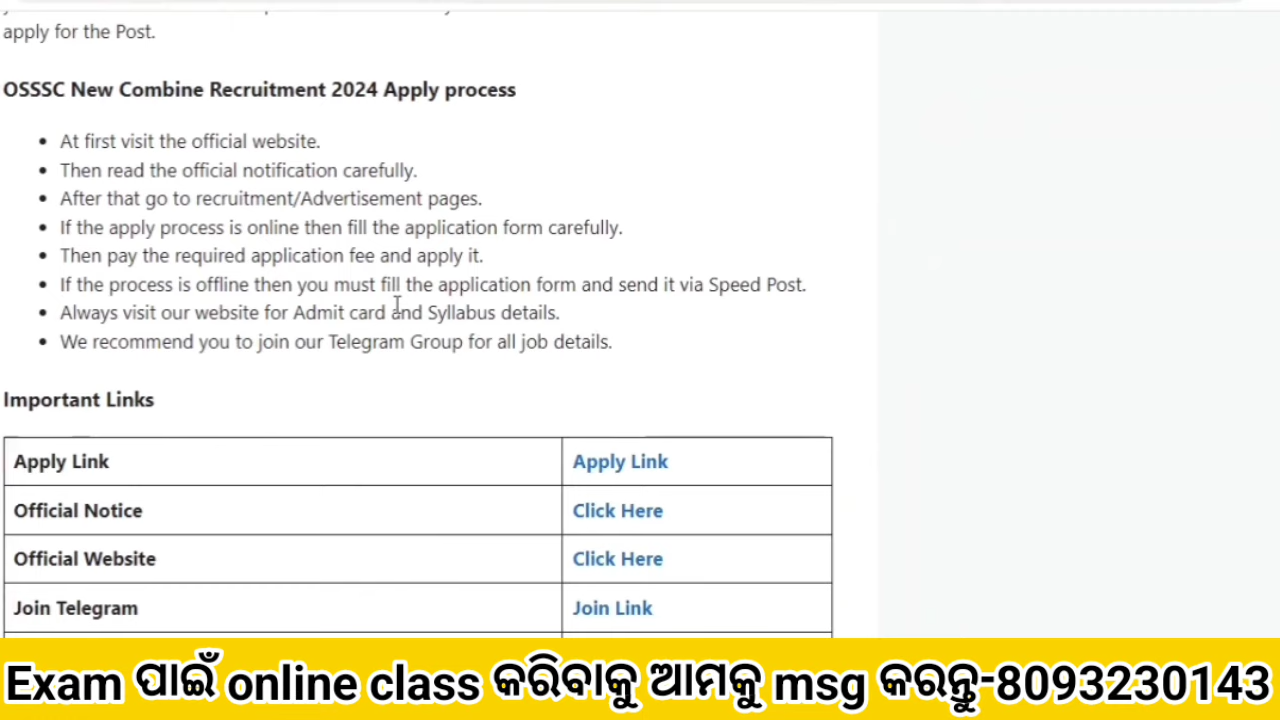 apply for the Post.
OSSSC New Combine Recruitment 2024 Apply process
• At first visit the official website.
• Then read the official notification carefully.
• After that go to recruitment/Advertisement pages.
• If the apply process is online then fill the application form carefully.
• Then pay the required application fee and apply it.
• If the process is offline then you must fill the application form and send it via Speed Post.
• Always visit our website for Admit card and Syllabus details.
• We recommend you to join our Telegram Group for all job details.
Important Links
Apply Link Apply Link
Official Notice Click Here
Official Website Click Here
Join Telegram Join Link
Exam ପାଇଁ online class କରିବାକୁ ଆମକୁ msg କରନ୍ତୁ-8093230143